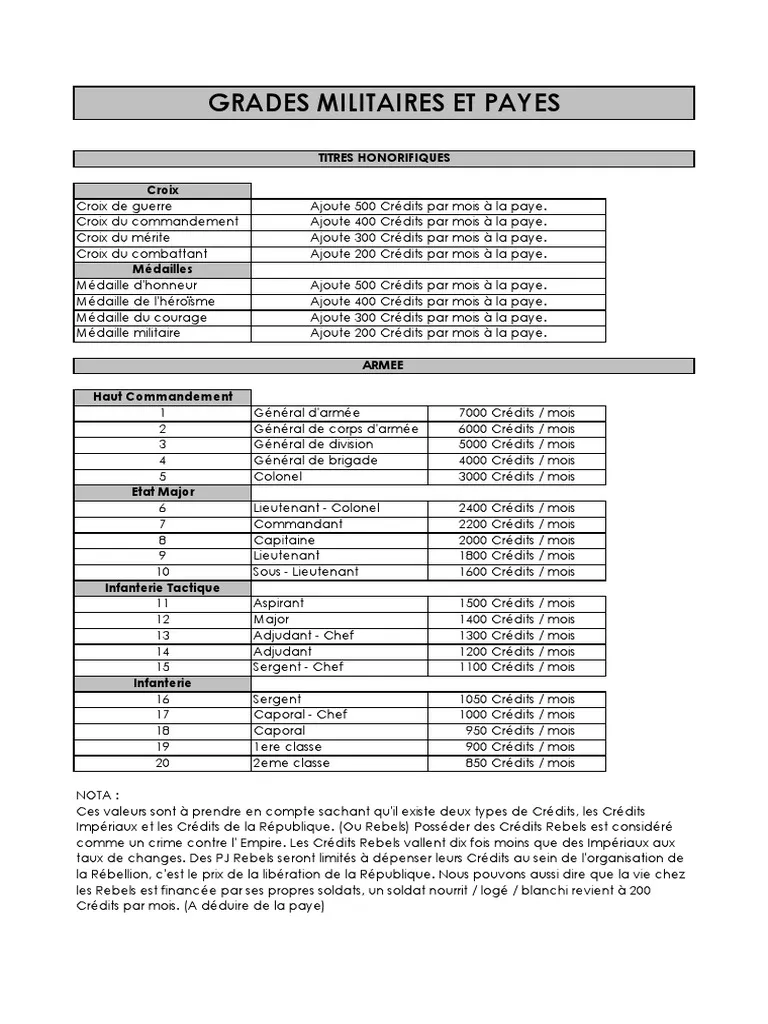 GRADES MILITAIRES ET PAYES
TITRES HONORIFIQUES
Croix
Croix de guerre Ajoute 500 Crédits par mois à la paye.
Croix du commandement Ajoute 400 Crédits par mois à la paye.
Croix du mérite Ajoute 300 Crédits par mois à la paye.
Croix du combattant Ajoute 200 Crédits par mois à la paye.
Médailles
Médaille d'honneur Ajoute 500 Crédits par mois à la paye.
Médaille de l'héroïsme Ajoute 400 Crédits par mois à la paye.
Médaille du courage Ajoute 300 Crédits par mois à la paye.
Médaille militaire Ajoute 200 Crédits par mois à la paye.
ARMEE
Haut Commandement
1 Général d'armée 7000 Crédits / mois
2 Général de corps d'armée 6000 Crédits / mois
3 Général de division 5000 Crédits / mois
4 Général de brigade 4000 Crédits / mois
5 Colonel 3000 Crédits / mois
Etat Major
6 Lieutenant - Colonel 2400 Crédits / mois
7 Commandant 2200 Crédits / mois
8 Capitaine 2000 Crédits / mois
9 Lieutenant 1800 Crédits / mois
10 Sous - Lieutenant 1600 Crédits / mois
Infanterie Tactique
11 Aspirant 1500 Crédits / mois
12 Major 1400 Crédits / mois
13 Adjudant - Chef 1300 Crédits / mois
14 Adjudant 1200 Crédits / mois
15 Sergent - Chef 1100 Crédits / mois
Infanterie
16 Sergent 1050 Crédits / mois
17 Caporal - Chef 1000 Crédits / mois
18 Caporal 950 Crédits / mois
19 1ere classe 900 Crédits / mois
20 2eme classe 850 Crédits / mois
NOTA :
Ces valeurs sont à prendre en compte sachant qu'il existe deux types de Crédits, les Crédits
Impériaux et les Crédits de la République. (Ou Rebels) Posséder des Crédits Rebels est considéré
comme un crime contre l' Empire. Les Crédits Rebels vallent dix fois moins que des Impériaux aux
taux de changes. Des PJ Rebels seront limités à dépenser leurs Crédits au sein de l'organisation de
la Rébellion, c'est le prix de la libération de la République. Nous pouvons aussi dire que la vie chez
les Rebels est financée par ses propres soldats, un soldat nourrit / logé / blanchi revient à 200
Crédits par mois. (A déduire de la paye)